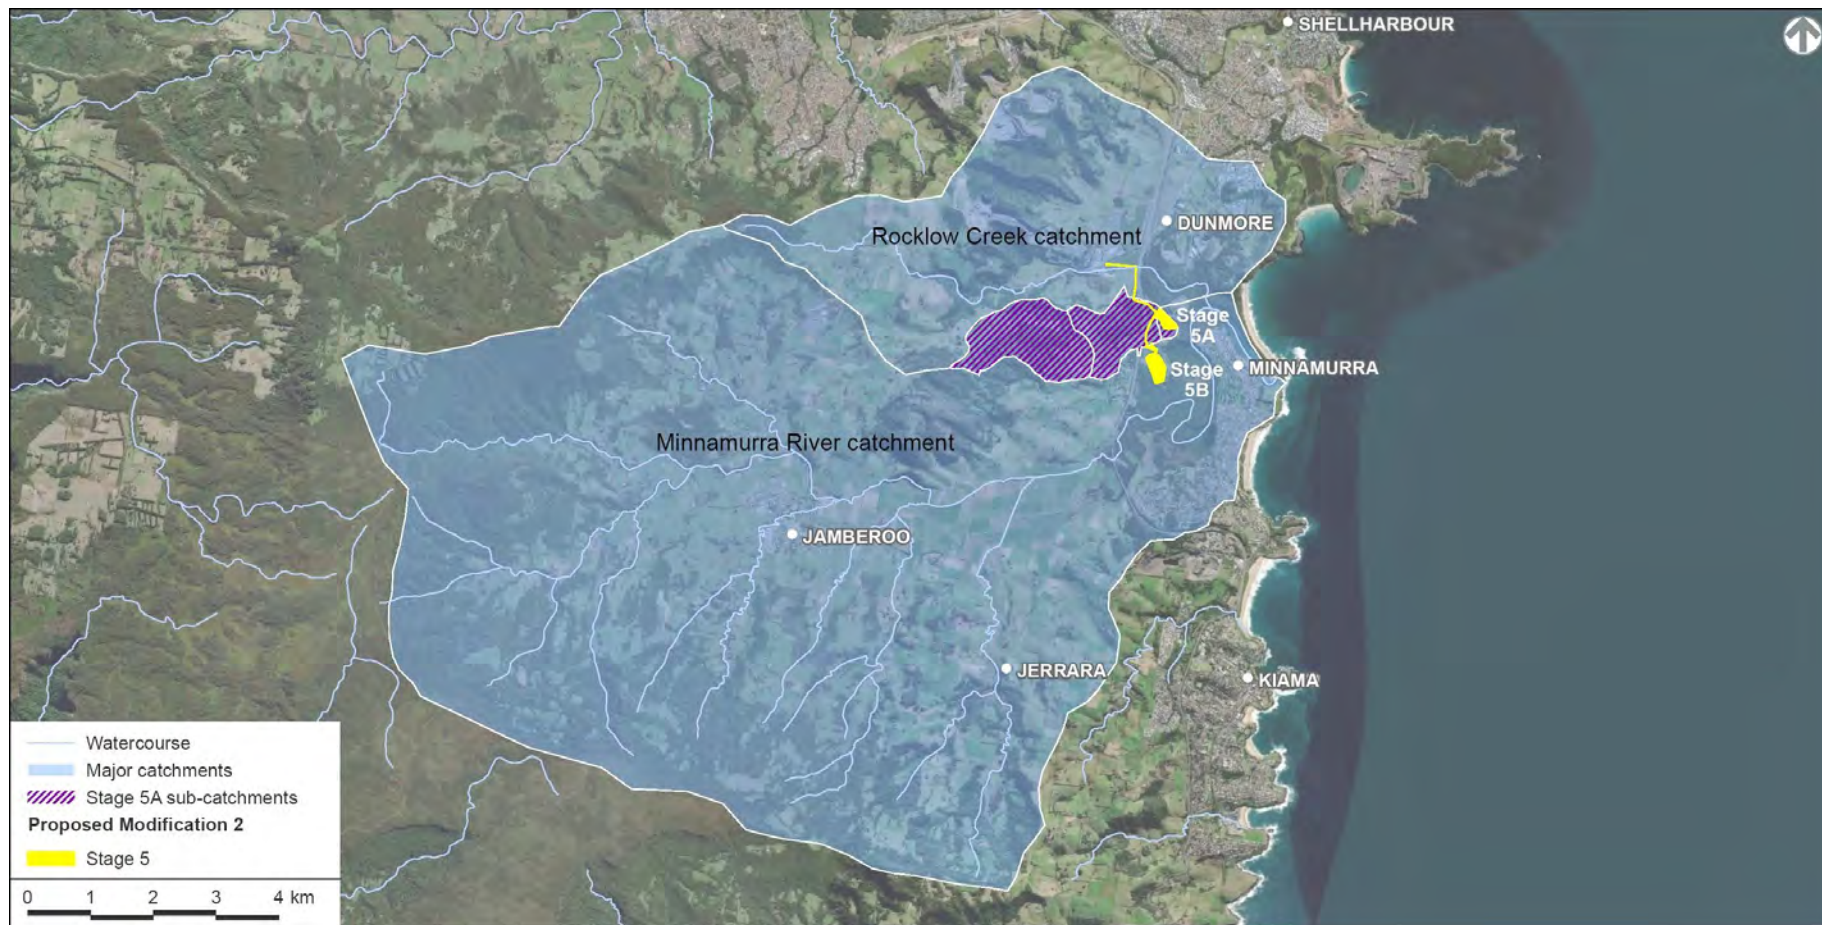 SHELLHARBOUR
DUNMORE
Rocklow Creek catchment
Stage
5A
MINNAMURRA
Stage
5B
Minnamurra River catchment
JAMBEROO
JERRARA
KIAMA
Watercourse
Major catchments
Stage 5A sub-catchments
Proposed Modification 2
Stage 5
0 1 2 3 4 km